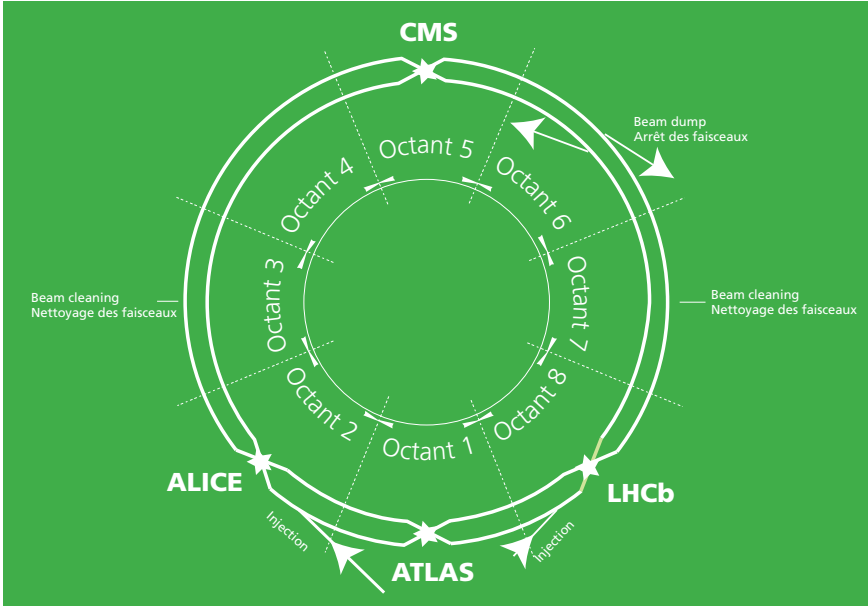 CMS
Beam dump
Arrêt des faisceaux
Octant 5
Octant 4
Octant 6
Octant 3
Octant 7
Beam cleaning
Nettoyage des faisceaux
Beam cleaning
Nettoyage des faisceaux
Octant 2
Octant 8
Octant 1
ALICE
LHCb
Injection
Injection
ATLAS